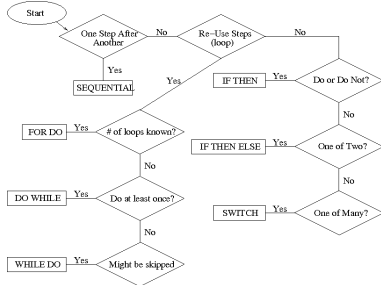 Start
One Step After
Another
No
Re-Use Steps
(loop)
No
Yes
SEQUENTIAL
Yes
IF THEN
Yes
Do or Do Not?
No
FOR DO
Yes
# of loops known?
IF THEN ELSE
Yes
One of Two?
No
No
DO WHILE
Yes
Do at least once?
SWITCH
Yes
One of Many?
No
WHILE DO
Yes
Might be skipped